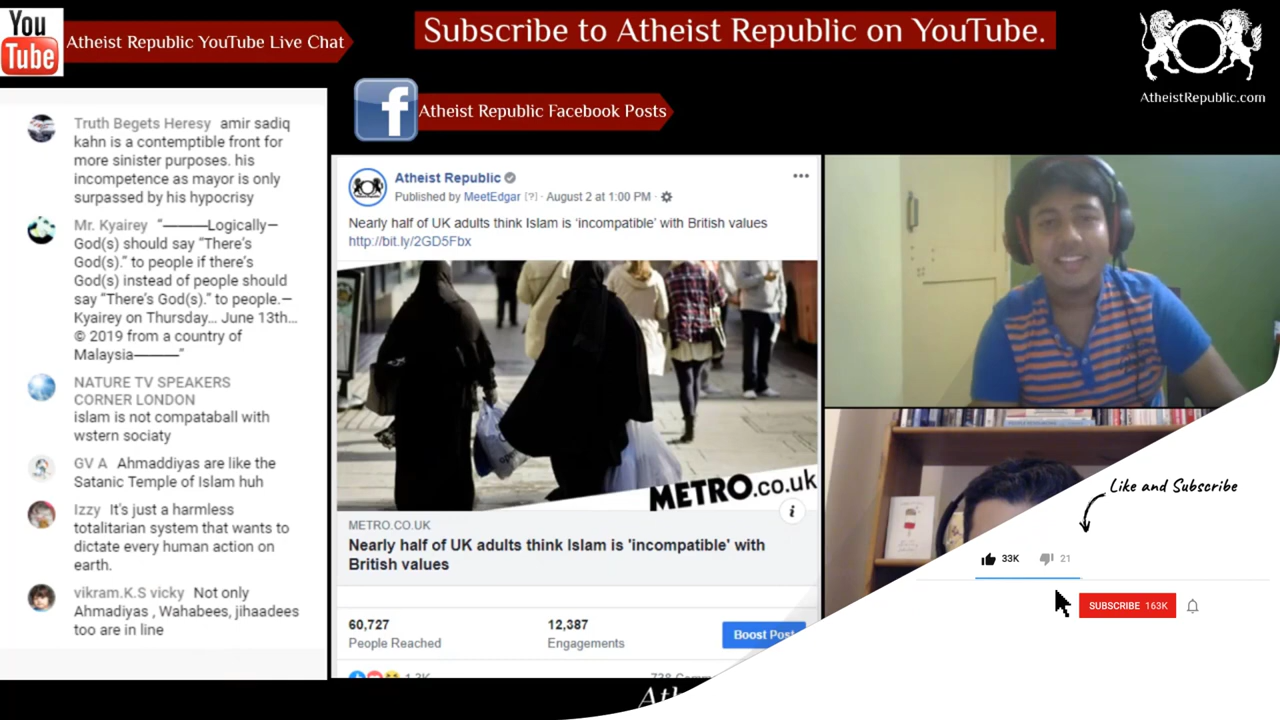 You
Tube
Atheist Republic YouTube Live Chat
Subscribe to Atheist Republic on YouTube.
AtheistRepublic.com
f
Atheist Republic Facebook Posts
Truth Begets Heresy amir sadiq
kahn is a contemptible front for
more sinister purposes. his
incompetence as mayor is only
surpassed by his hypocrisy
Mr. Kyairey “————Logically—
God(s) should say “There’s
God(s).” to people if there’s
God(s) instead of people should
say “There’s God(s).” to people.—
Kyairey on Thursday... June 13th...
© 2019 from a country of
Malaysia————”
NATURE TV SPEAKERS
CORNER LONDON
islam is not compataball with
wstern sociaty
GV A Ahmaddiyas are like the
Satanic Temple of Islam huh
Izzy It's just a harmless
totalitarian system that wants to
dictate every human action on
earth.
vikram.K.S vicky Not only
Ahmadiyas , Wahabees, jihaadees
too are in line
Atheist Republic
Published by MeetEdgar [?] · August 2 at 1:00 PM ·
Nearly half of UK adults think Islam is ‘incompatible’ with British values
http://bit.ly/2GD5Fbx
METRO.co.uk
i
METRO.CO.UK
Nearly half of UK adults think Islam is 'incompatible' with
British values
60,727
People Reached
12,387
Engagements
Boost Post
1.3K
Like and Subscribe
33K
21
SUBSCRIBE 163K